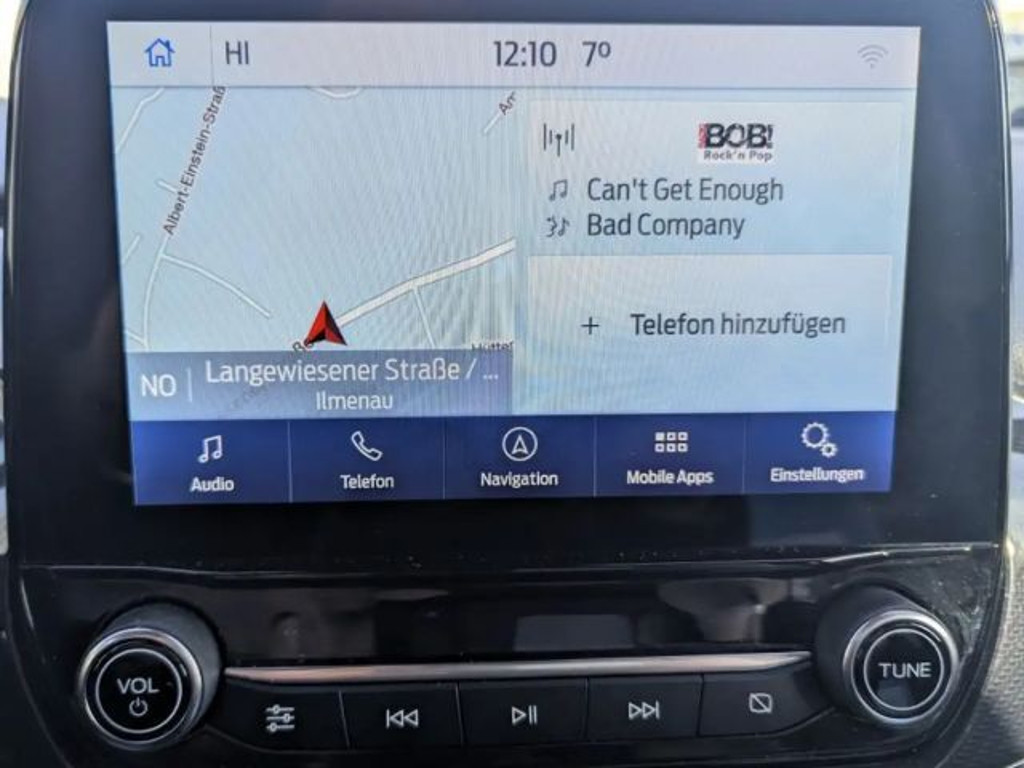 HI
12:10 7º
Albert-Einstein-Straß
BOB!
Rock'n Pop
Can't Get Enough
Bad Company
+ Telefon hinzufügen
NO
Langewiesener Straße / ...
Ilmenau
Audio
Telefon
Navigation
Mobile Apps
Einstellungen
VOL
TUNE